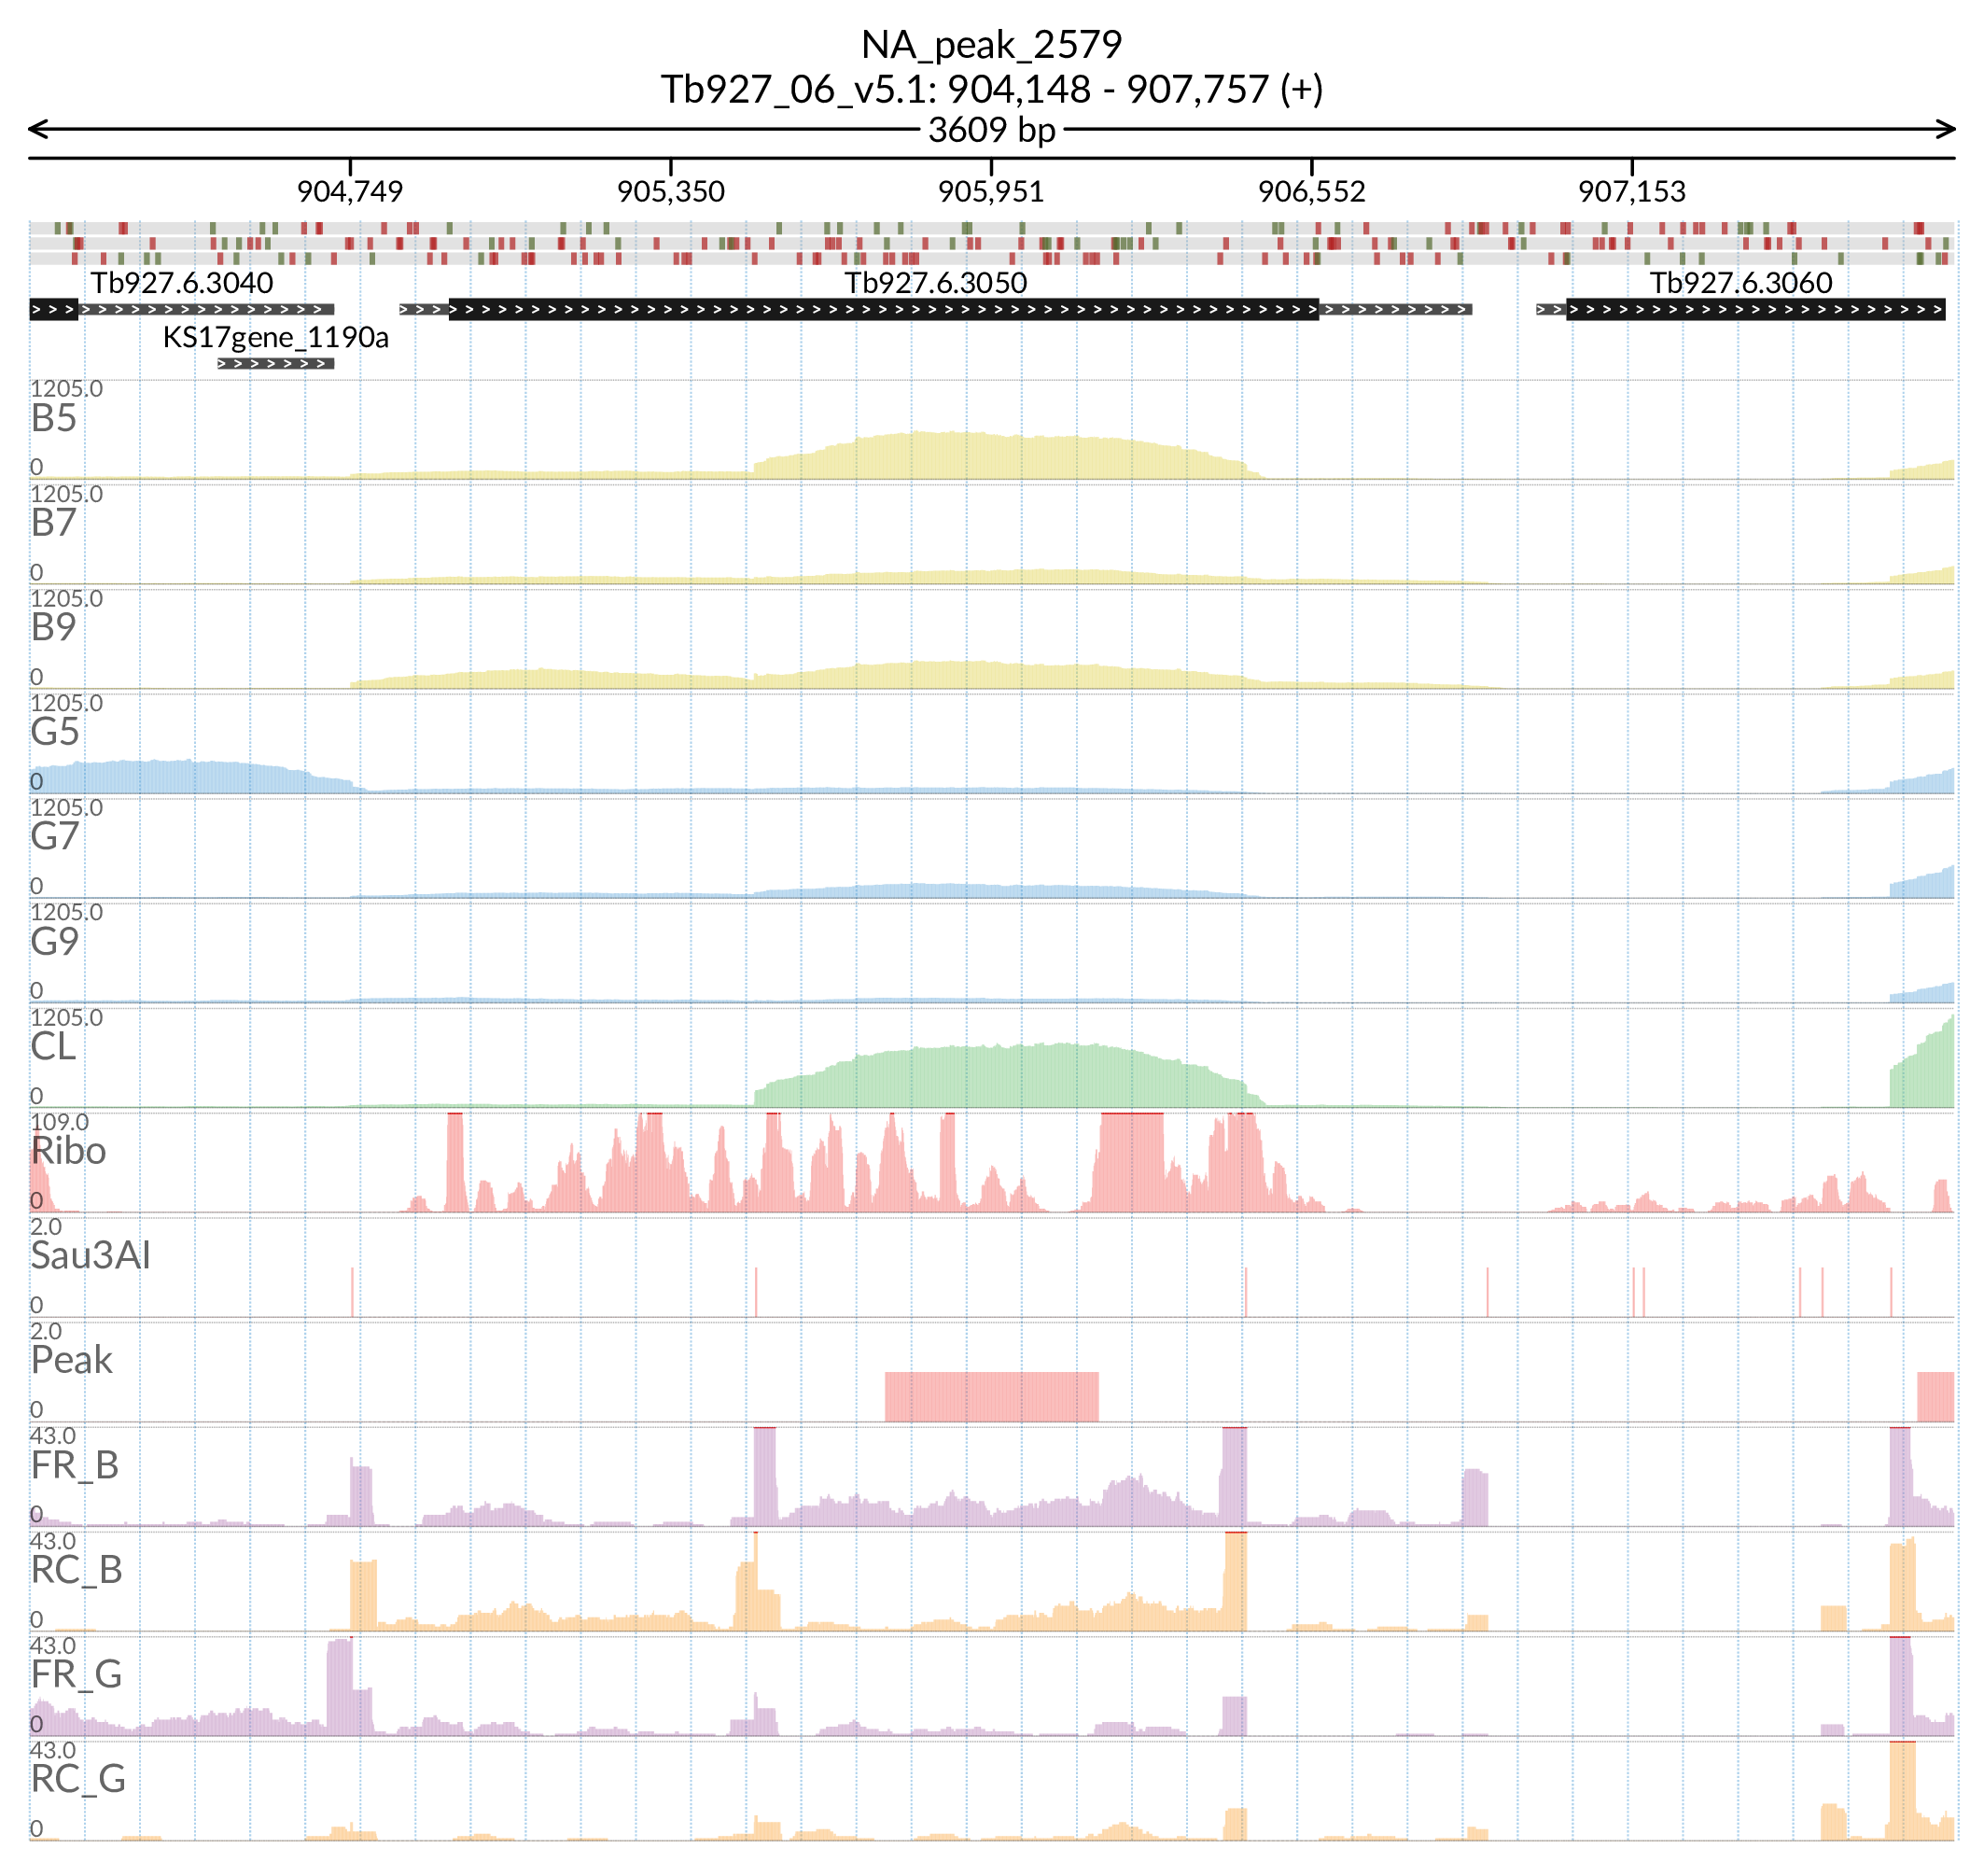 NA_peak_2579
Tb927_06_v5.1: 904,148 - 907,757 (+)
3609 bp
904,749 905,350 905,951 906,552 907,153
Tb927.6.3040 Tb927.6.3050 Tb927.6.3060
KS17gene_1190a
1205.0
B5
0
1205.0
B7
0
1205.0
B9
0
1205.0
G5
0
1205.0
G7
0
1205.0
G9
0
1205.0
CL
0
109.0
Ribo
0
2.0
Sau3AI
0
2.0
Peak
0
43.0
FR_B
0
43.0
RC_B
0
43.0
FR_G
0
43.0
RC_G
0